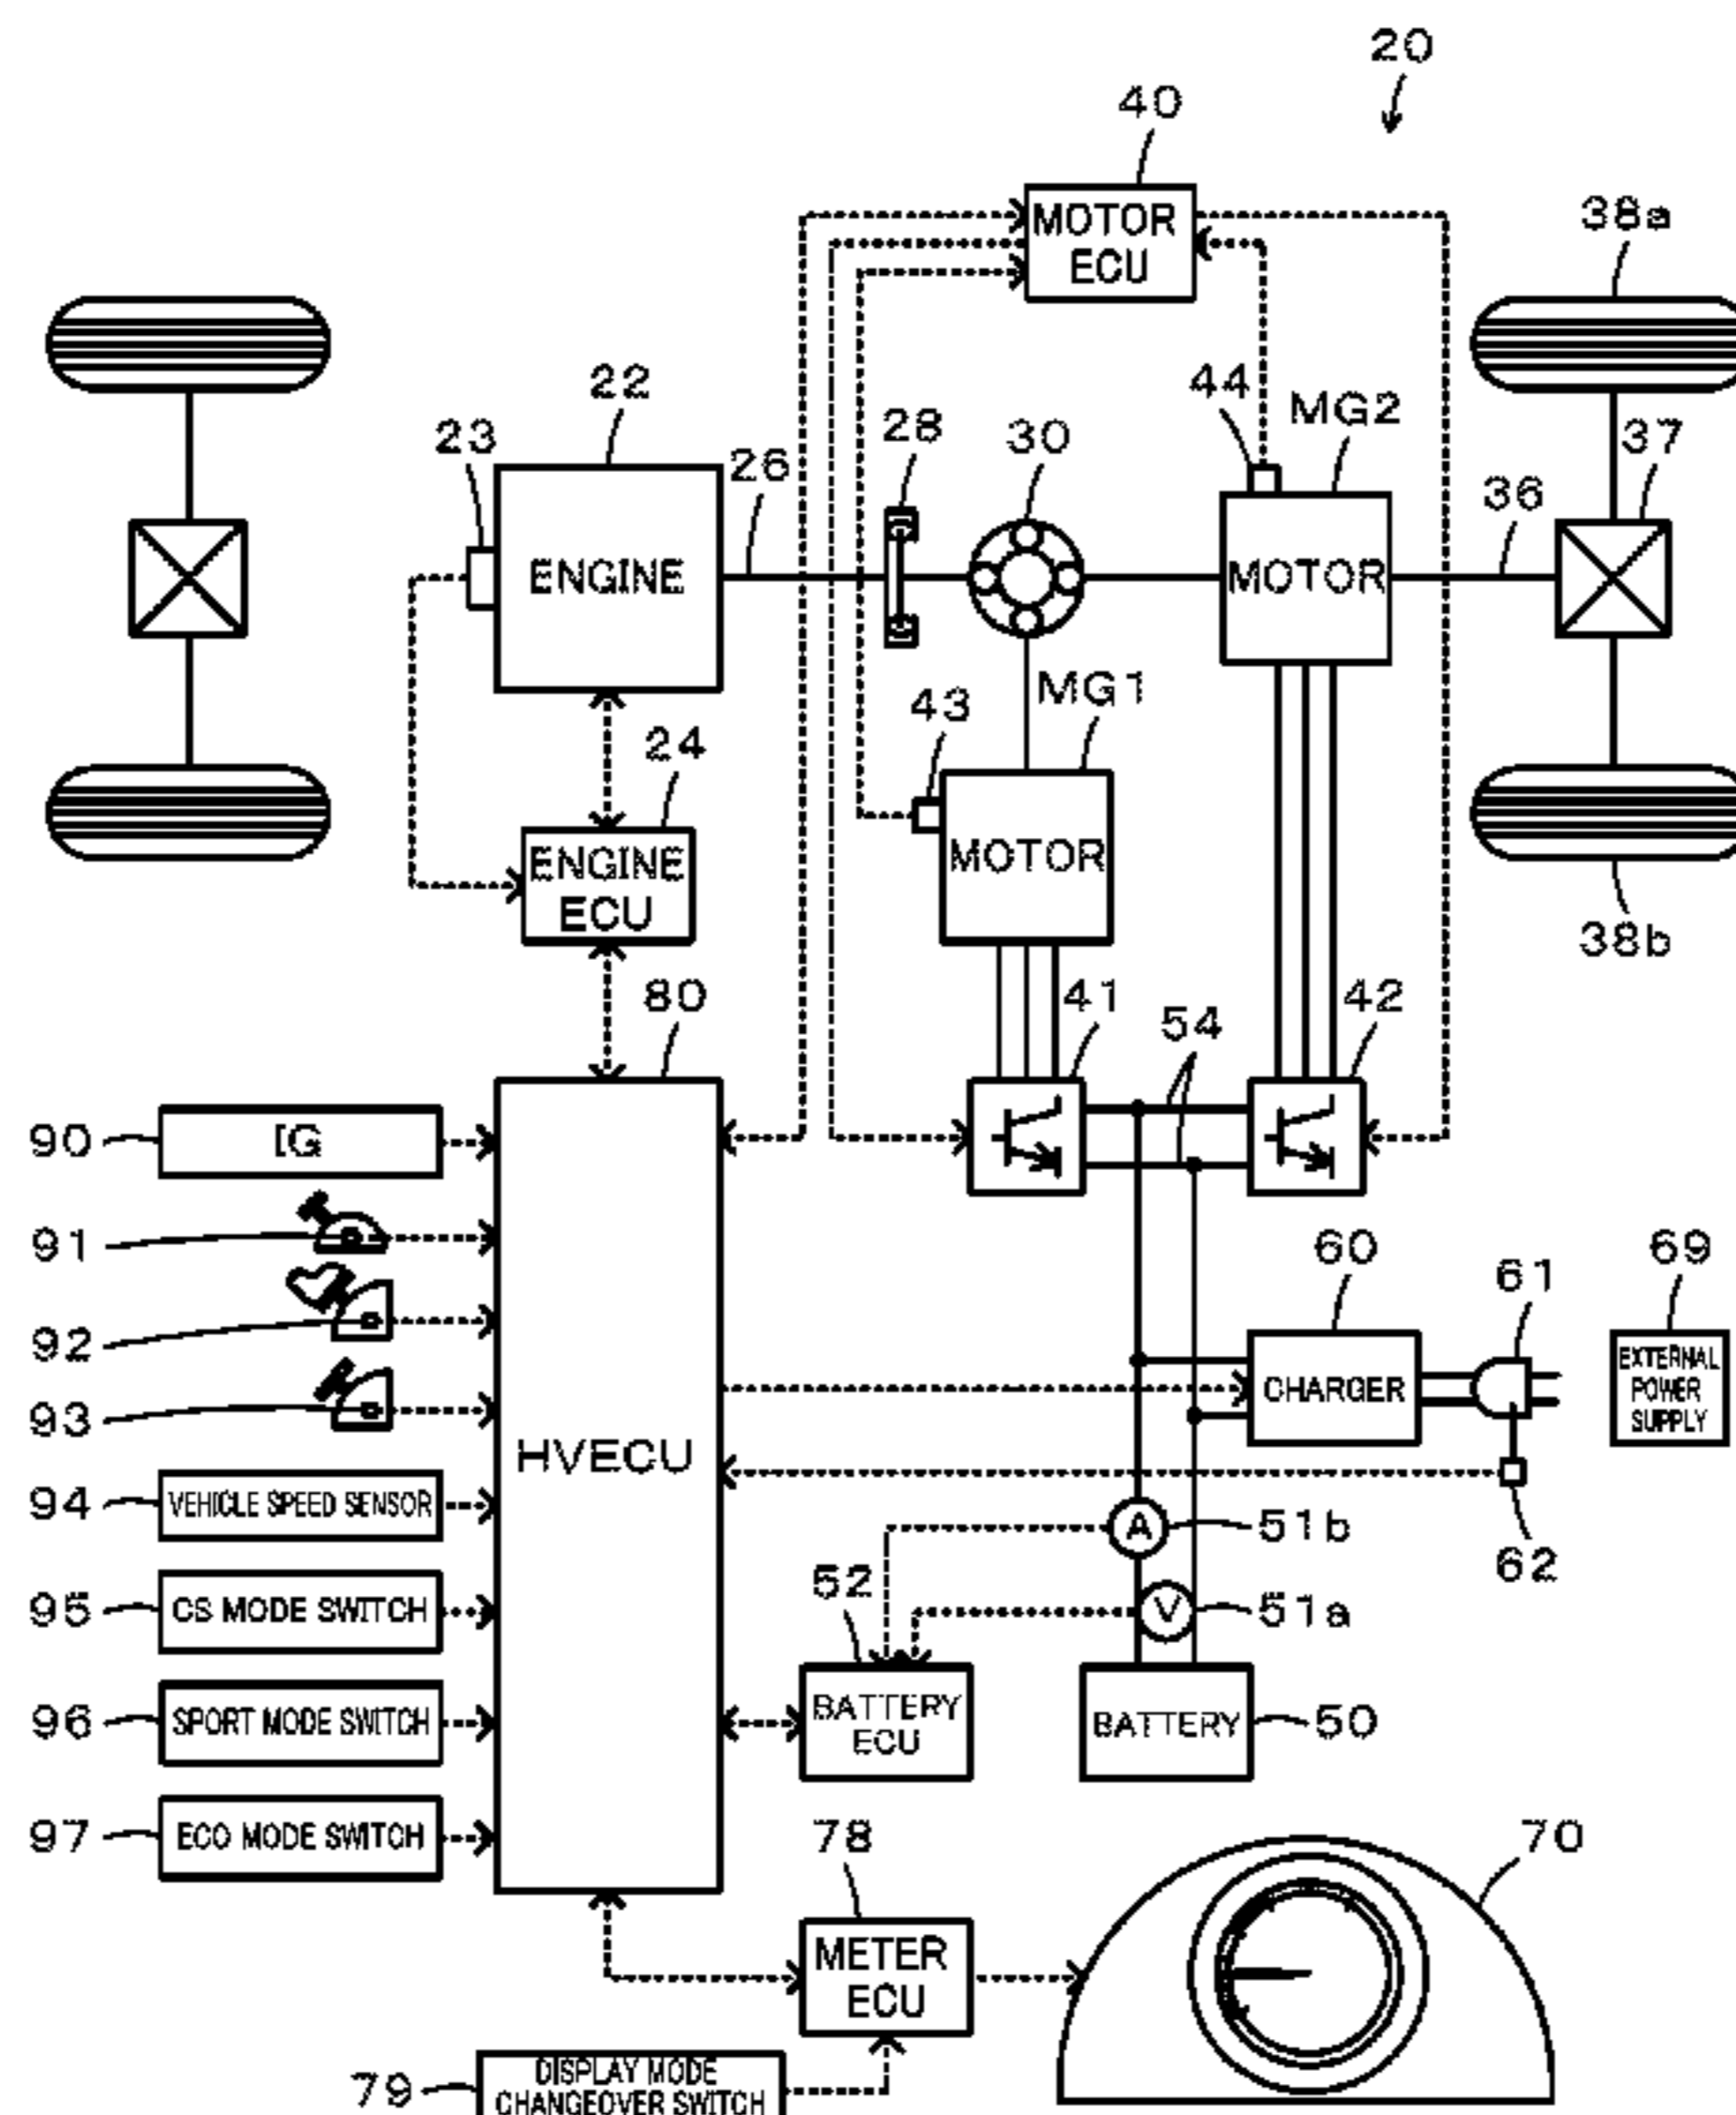 20
40
MOTOR
ECU
38a
22
44
MG2
23
28
30
37
26
36
ENGINE
MOTOR
MG1
43
24
MOTOR
ENGINE
ECU
38b
80
41
42
54
90
IG
91
60
61
69
92
EXTERNAL
POWER
SUPPLY
CHARGER
93
HVECU
94
VEHICLE SPEED SENSOR
51b
62
52
95
CS MODE SWITCH
51a
96
SPORT MODE SWITCH
BATTERY
ECU
BATTERY
50
97
ECO MODE SWITCH
78
70
METER
ECU
79
DISPLAY MODE
CHANGEOVER SWITCH
A
V